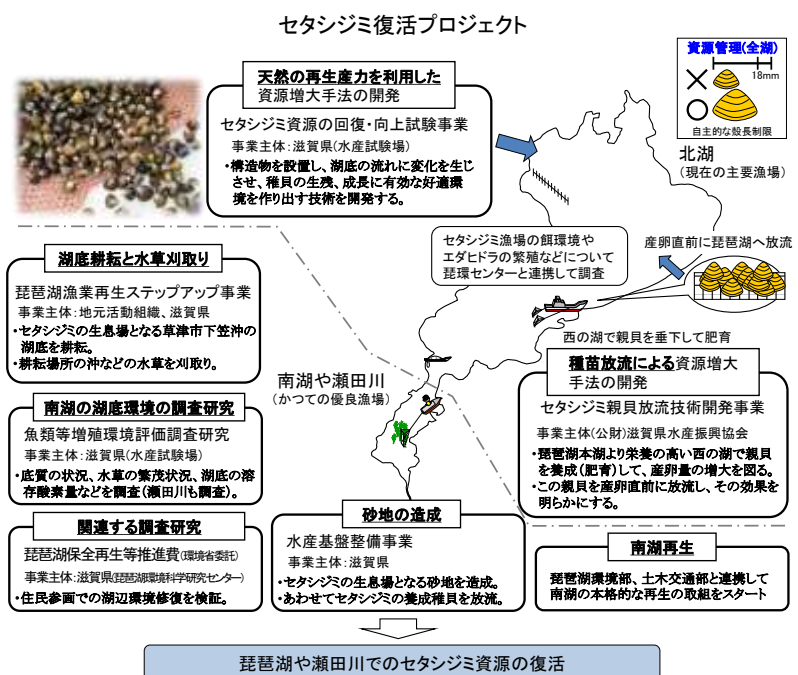 セタシジミ復活プロジェクト
資源管理(全湖)
18mm
自主的な殻長制限
天然の再生産力を利用した
資源増大手法の開発
セタシジミ資源の回復・向上試験事業
事業主体:滋賀県(水産試験場)
・構造物を設置し、湖底の流れに変化を生じ
させ、稚貝の生残、成長に有効な好適環
境を作り出す技術を開発する。
北湖
(現在の主要漁場)
セタシジミ漁場の餌環境や
エダヒドラの繁殖などについて
琵環センターと連携して調査
産卵直前に琵琶湖へ放流
西の湖で親貝を垂下して肥育
湖底耕耘と水草刈取り
琵琶湖漁業再生ステップアップ事業
事業主体:地元活動組織、滋賀県
・セタシジミの生息場となる草津市下笠沖の
湖底を耕耘。
・耕耘場所の沖などの水草を刈取り。
南湖や瀬田川
(かつての優良漁場)
種苗放流による資源増大
手法の開発
セタシジミ親貝放流技術開発事業
事業主体(公財)滋賀県水産振興協会
・琵琶湖本湖より栄養の高い西の湖で親貝
を養成(肥育)して、産卵量の増大を図る。
・この親貝を産卵直前に放流し、その効果を
明らかにする。
南湖の湖底環境の調査研究
魚類等増殖環境評価調査研究
事業主体:滋賀県(水産試験場)
・底質の状況、水草の繁茂状況、湖底の溶
存酸素量などを調査(瀬田川も調査)。
関連する調査研究
琵琶湖保全再生等推進費(環境省委託)
事業主体:滋賀県(琵琶湖環境科学研究センター)
・住民参画での湖辺環境修復を検証。
砂地の造成
水産基盤整備事業
事業主体:滋賀県
・セタシジミの生息場となる砂地を造成。
・あわせてセタシジミの養成稚貝を放流。
南湖再生
琵琶湖環境部、土木交通部と連携して
南湖の本格的な再生の取組をスタート
琵琶湖や瀬田川でのセタシジミ資源の復活